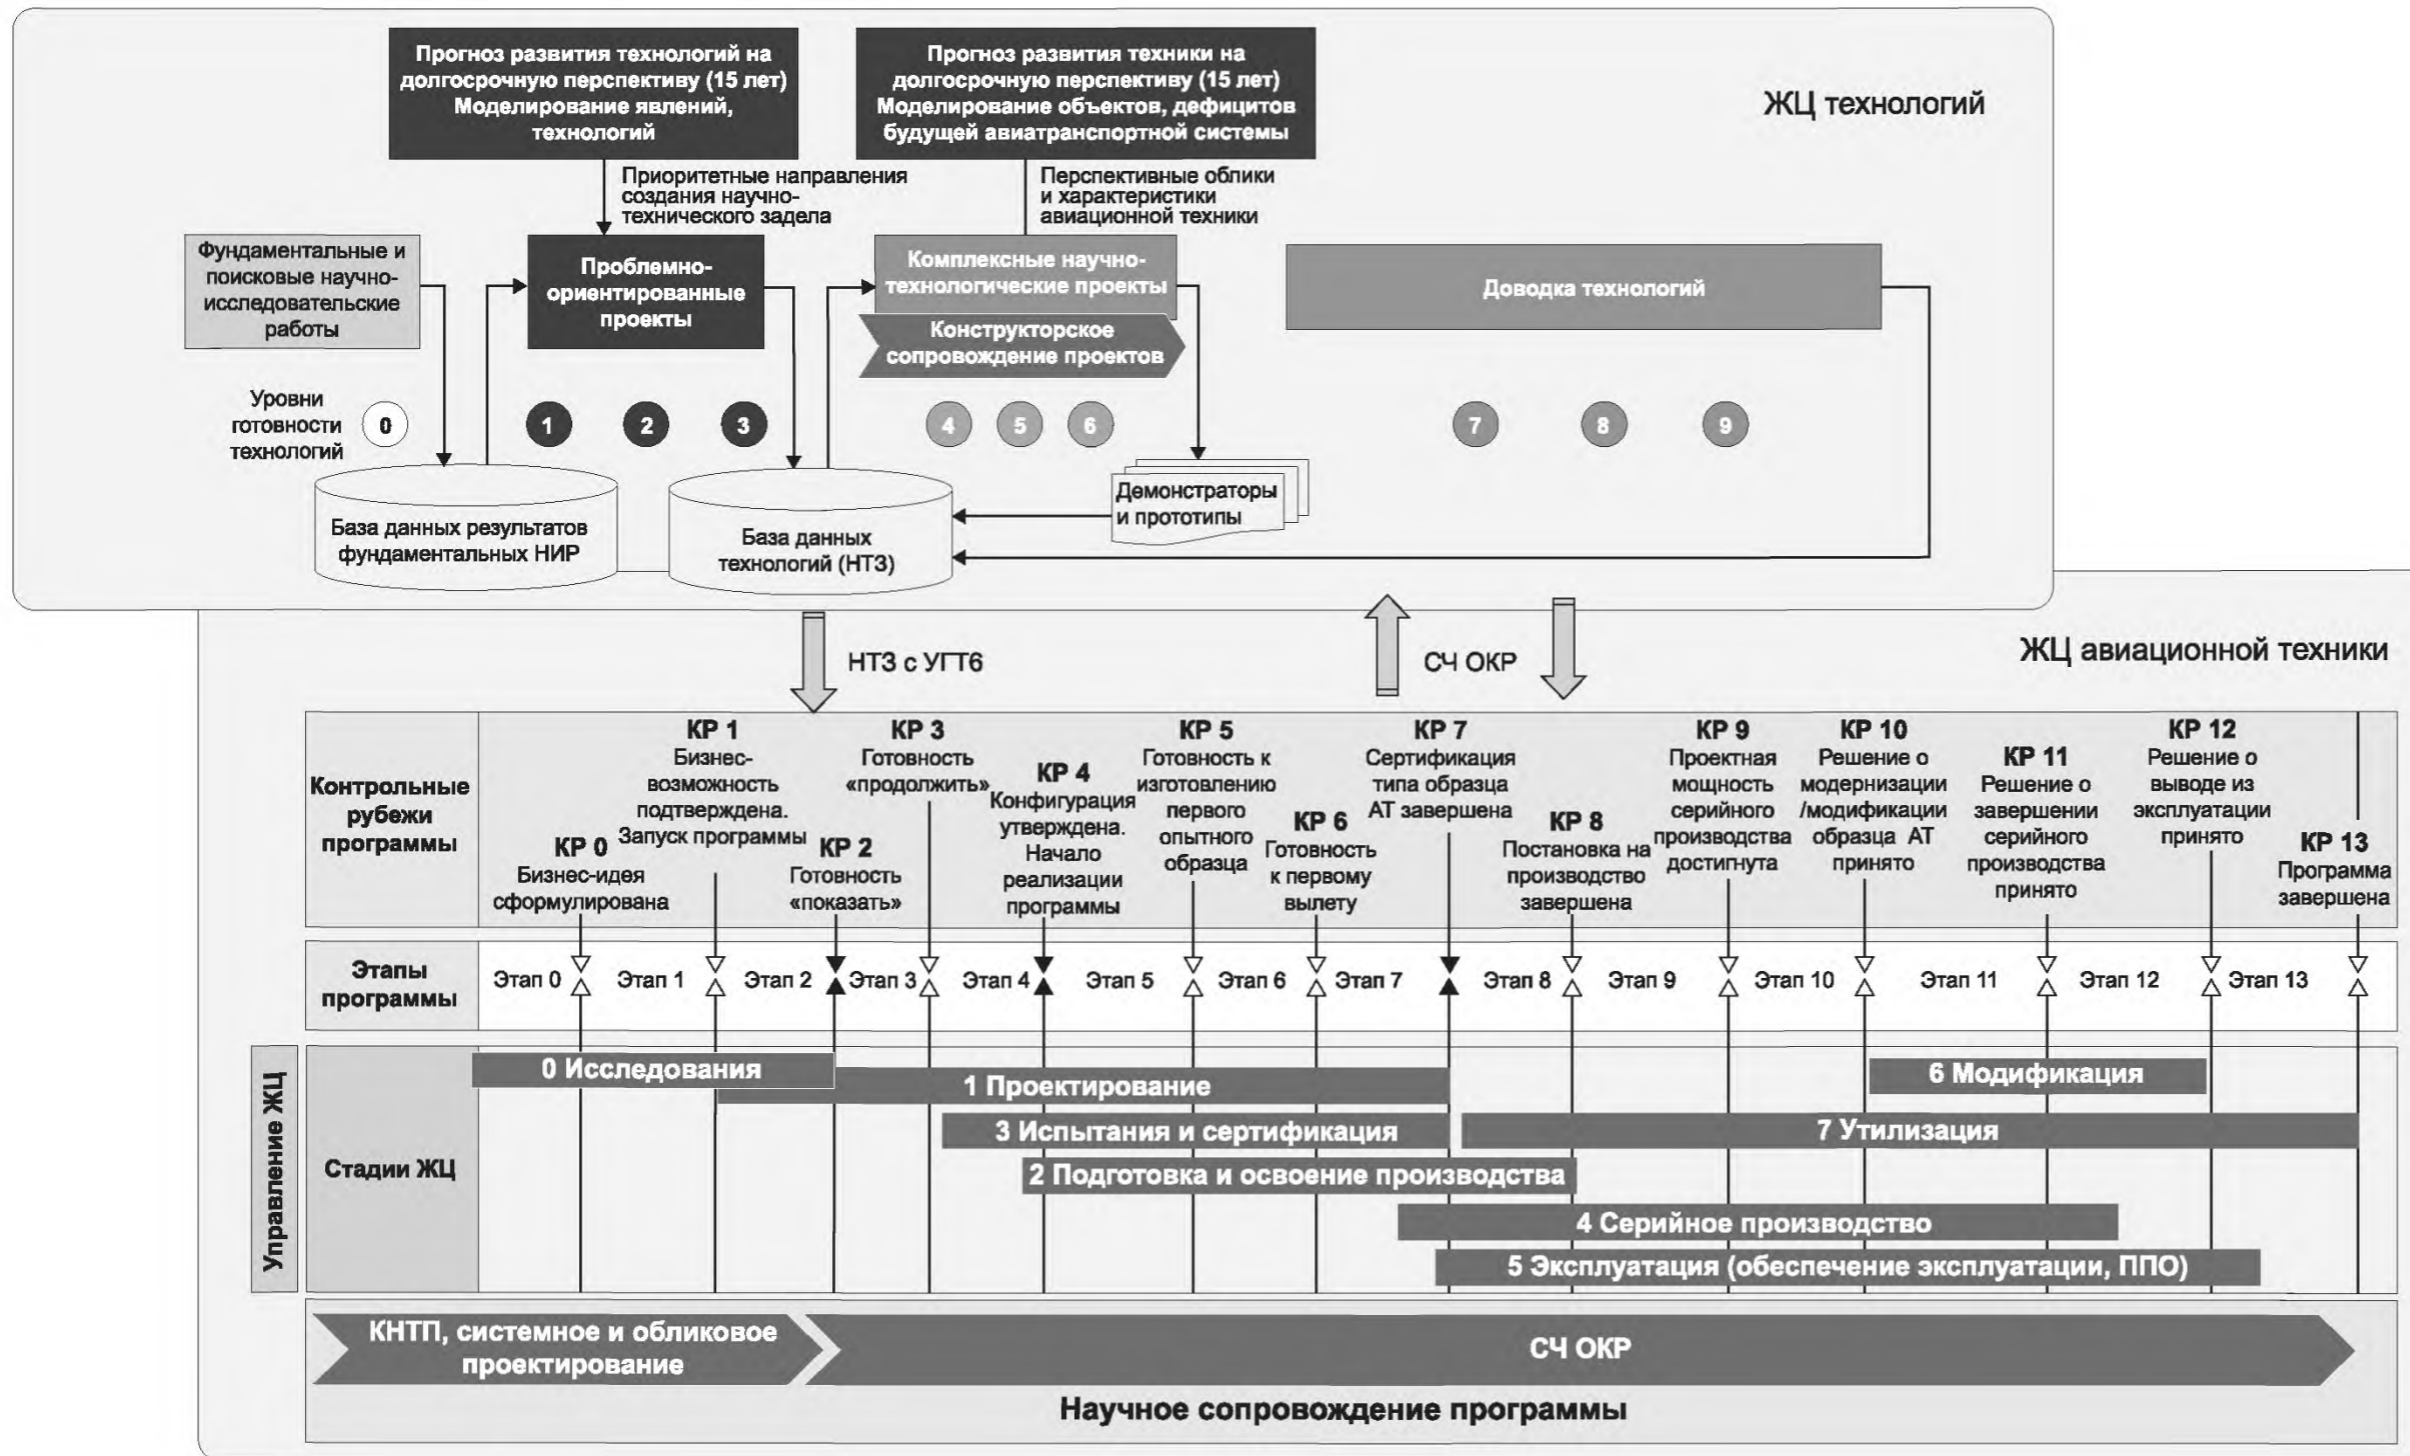 Прогноз развития технологий на
долгосрочную перспективу (15 лет)
Моделирование явлений,
технологий
Прогноз развития техники на
долгосрочную перспективу (15 лет)
Моделирование объектов, дефицитов
будущей авиатранспортной системы
ЖЦ технологий
Приоритетные направления
создания научно-
технического задела
Перспективные облики
и характеристики
авиационной техники
Фундаментальные и
поисковые научно-
исследовательские
работы
Проблемно-
ориентированные
проекты
Комплексные научно-
технологические проекты
Конструкторское
сопровождение проектов
Доводка технологий
Уровни
готовности
технологий
0
1
2
3
4
5
6
7
8
9
База данных результатов
фундаментальных НИР
База данных
технологий (НТЗ)
Демонстраторы
и прототипы
НТЗ с УГТ6
СЧ ОКР
ЖЦ авиационной техники
Контрольные
рубежи
программы
КР 0
Бизнес-идея
сформулирована
КР 1
Бизнес-
возможность
подтверждена.
Запуск программы
КР 2
Готовность
«показать»
КР 3
Готовность
«продолжить»
КР 4
Конфигурация
утверждена.
Начало
реализации
программы
КР 5
Готовность к
изготовлению
первого
опытного
образца
КР 6
Готовность
к первому
вылету
КР 7
Сертификация
типа образца
АТ завершена
КР 8
Постановка на
производство
завершена
КР 9
Проектная
мощность
серийного
производства
достигнута
КР 10
Решение о
модернизации
/модификации
образца АТ
принято
КР 11
Решение о
завершении
серийного
производства
принято
КР 12
Решение о
выводе из
эксплуатации
принято
КР 13
Программа
завершена
Этапы
программы
Этап 0
Этап 1
Этап 2
Этап 3
Этап 4
Этап 5
Этап 6
Этап 7
Этап 8
Этап 9
Этап 10
Этап 11
Этап 12
Этап 13
Управление ЖЦ
Стадии ЖЦ
0 Исследования
1 Проектирование
6 Модификация
3 Испытания и сертификация
7 Утилизация
2 Подготовка и освоение производства
4 Серийное производство
5 Эксплуатация (обеспечение эксплуатации, ППО)
КНТП, системное и обликовое
проектирование
СЧ ОКР
Научное сопровождение программы